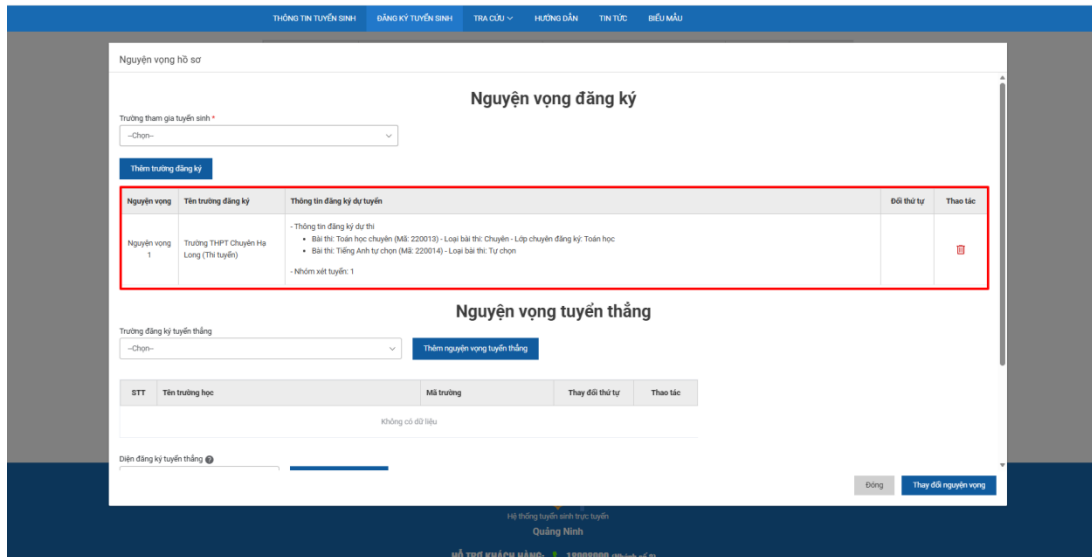 THÔNG TIN TUYỂN SINH ĐĂNG KÝ TUYỂN SINH TRA CỨU HƯỚNG DẪN TIN TỨC BIỂU MẪU
Nguyện vọng hồ sơ
Nguyện vọng đăng ký
Trường tham gia tuyển sinh *
--Chọn--
Thêm trường đăng ký
Nguyện vọng Tên trường đăng ký Thông tin đăng ký dự tuyển Đổi thứ tự Thao tác
Nguyện vọng 1
Trường THPT Chuyên Hạ Long (Thi tuyển)
- Thông tin đăng ký dự thi
• Bài thi: Toán học chuyên (Mã: 220013) - Loại bài thi: Chuyên - Lớp chuyên đăng ký: Toán học
• Bài thi: Tiếng Anh tự chọn (Mã: 220014) - Loại bài thi: Tự chọn
- Nhóm xét tuyển: 1
Nguyện vọng tuyển thẳng
Trường đăng ký tuyển thẳng
--Chọn-- Thêm nguyện vọng tuyển thẳng
STT Tên trường học Mã trường Thay đổi thứ tự Thao tác
Không có dữ liệu
Diện đăng ký tuyển thẳng
Đóng Thay đổi nguyện vọng
Hệ thống tuyển sinh trực tuyến
Quảng Ninh
HỖ TRỢ KHÁCH HÀNG: 18008000